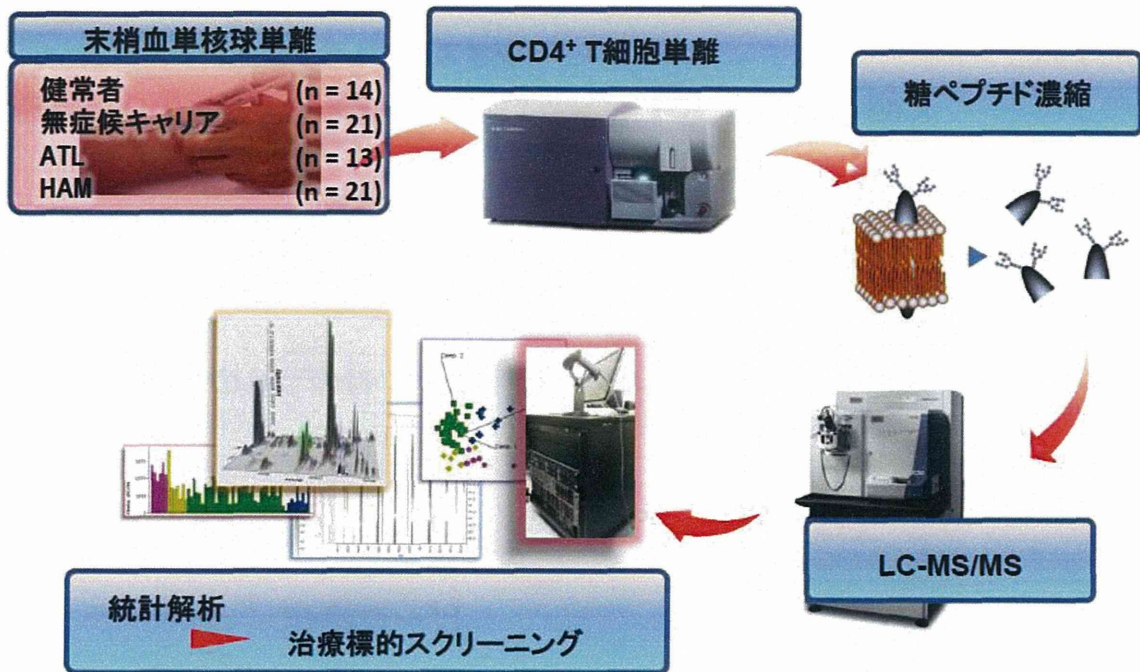 末梢血単核球単離
健常者 (n = 14)
無症候キャリア (n = 21)
ATL (n = 13)
HAM (n = 21)
CD4⁺ T細胞単離
糖ペプチド濃縮
LC-MS/MS
統計解析
治療標的スクリーニング